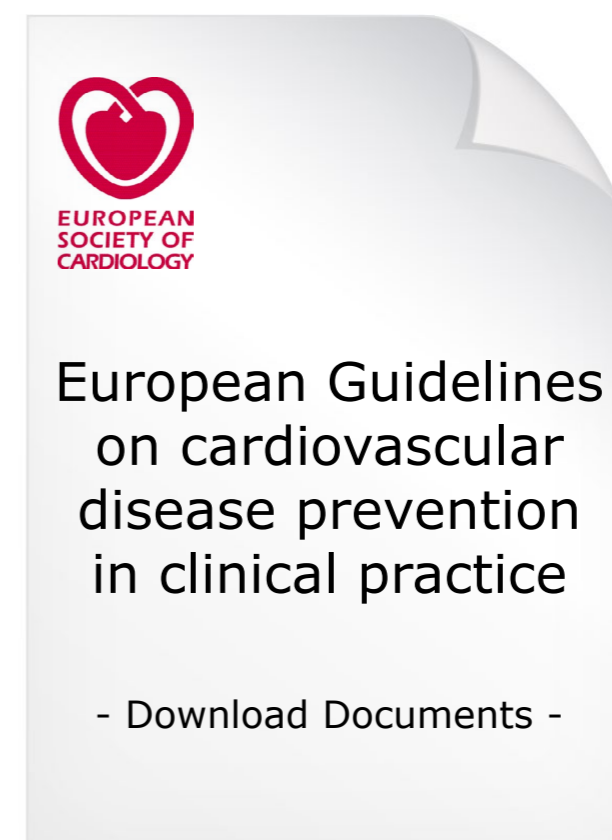 EUROPEAN
SOCIETY OF
CARDIOLOGY
European Guidelines
on cardiovascular
disease prevention
in clinical practice
- Download Documents -